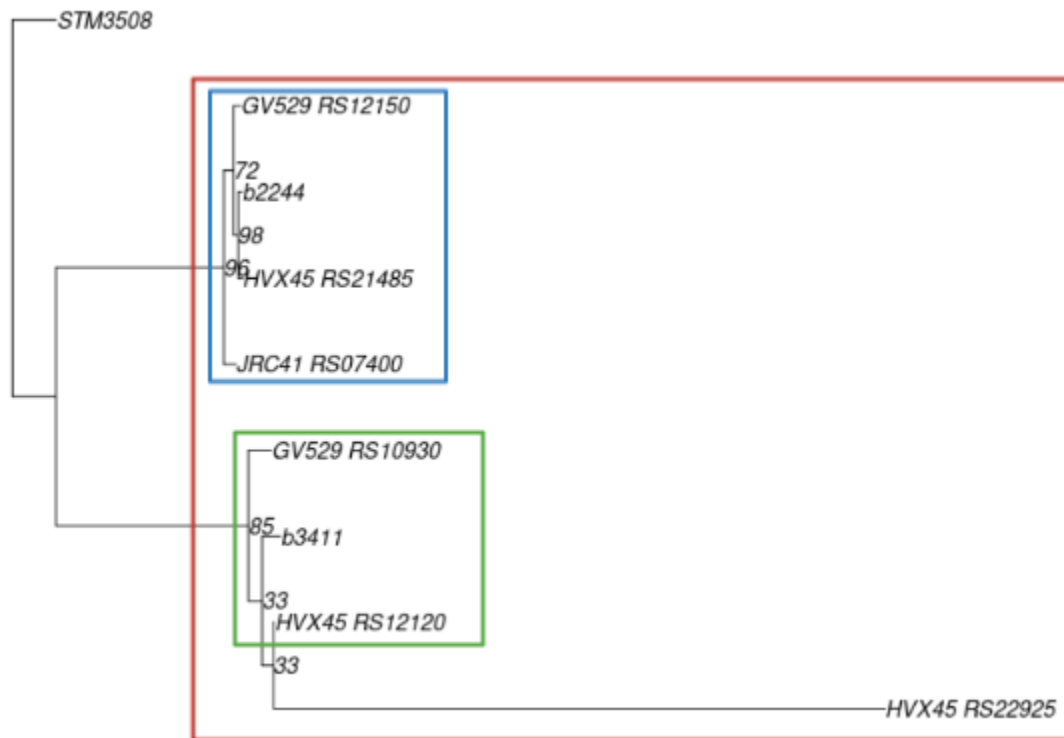 STM3508
GV529 RS12150
72
b2244
98
96
HVX45 RS21485
JRC41 RS07400
GV529 RS10930
85
b3411
33
HVX45 RS12120
33
HVX45 RS22925